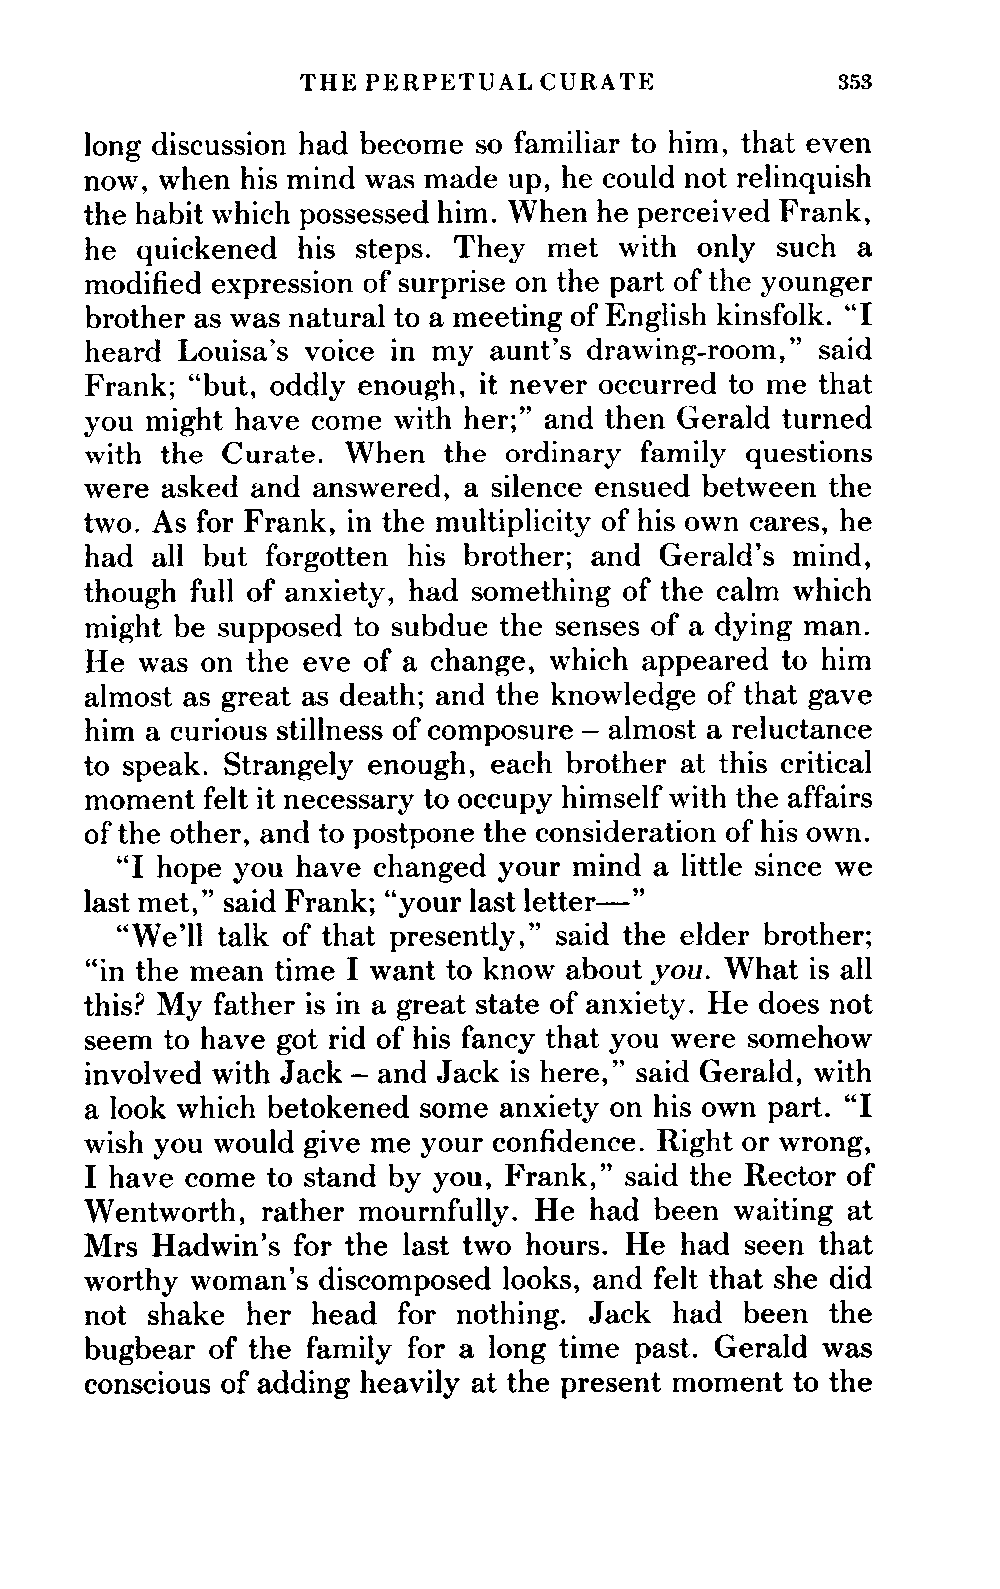 THE PERPETUAL CURATE 353
long discussion had become so familiar to him, that even
now, when his mind was made up, he could not relinquish
the habit which possessed him. When he perceived Frank,
he quickened his steps. They met with only such a
modified expression of surprise on the part of the younger
brother as was natural to a meeting of English kinsfolk. “I
heard Louisa’s voice in my aunt’s drawing-room,” said
Frank; “but, oddly enough, it never occurred to me that
you might have come with her;” and then Gerald turned
with the Curate. When the ordinary family questions
were asked and answered, a silence ensued between the
two. As for Frank, in the multiplicity of his own cares, he
had all but forgotten his brother; and Gerald’s mind,
though full of anxiety, had something of the calm which
might be supposed to subdue the senses of a dying man.
He was on the eve of a change, which appeared to him
almost as great as death; and the knowledge of that gave
him a curious stillness of composure – almost a reluctance
to speak. Strangely enough, each brother at this critical
moment felt it necessary to occupy himself with the affairs
of the other, and to postpone the consideration of his own.
“I hope you have changed your mind a little since we
last met,” said Frank; “your last letter—”
“We’ll talk of that presently,” said the elder brother;
“in the mean time I want to know about you. What is all
this? My father is in a great state of anxiety. He does not
seem to have got rid of his fancy that you were somehow
involved with Jack – and Jack is here,” said Gerald, with
a look which betokened some anxiety on his own part. “I
wish you would give me your confidence. Right or wrong,
I have come to stand by you, Frank,” said the Rector of
Wentworth, rather mournfully. He had been waiting at
Mrs Hadwin’s for the last two hours. He had seen that
worthy woman’s discomposed looks, and felt that she did
not shake her head for nothing. Jack had been the
bugbear of the family for a long time past. Gerald was
conscious of adding heavily at the present moment to the